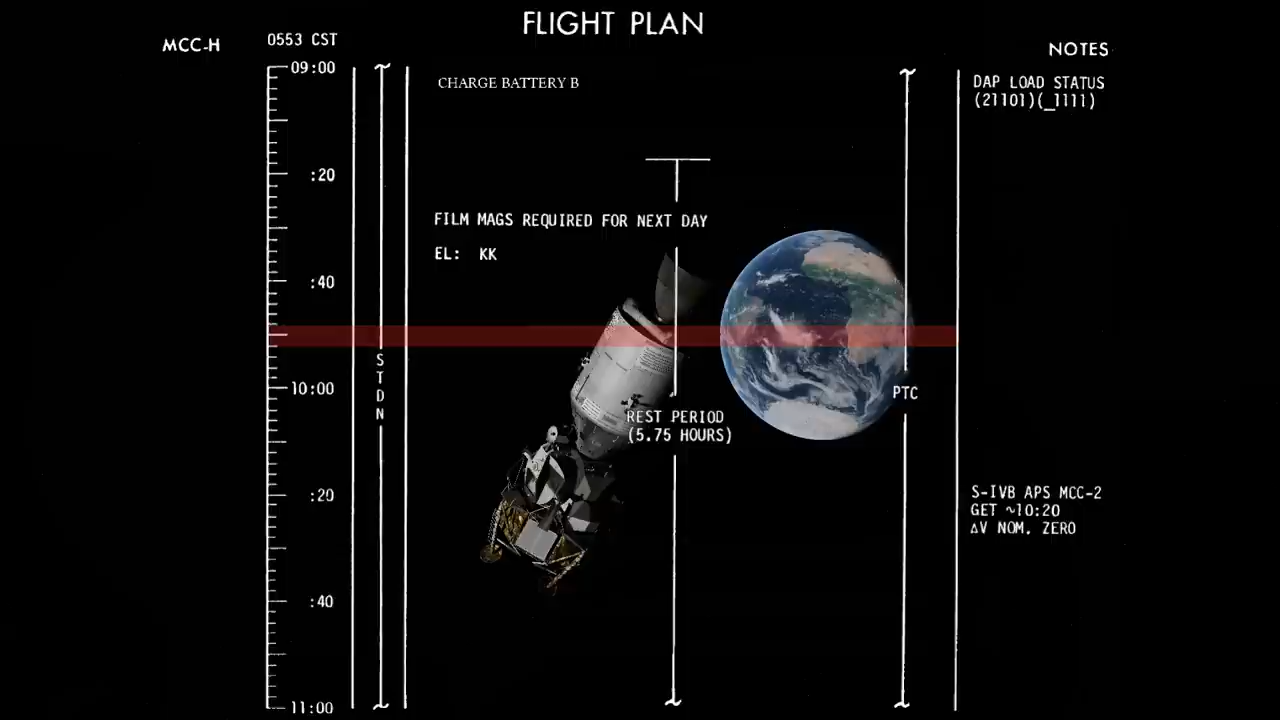 FLIGHT PLAN
MCC-H
0553 CST
NOTES
09:00
CHARGE BATTERY B
DAP LOAD STATUS
(21101)(_1111)
:20
FILM MAGS REQUIRED FOR NEXT DAY
EL: KK
:40
S
T
D
N
10:00
PTC
REST PERIOD
(5.75 HOURS)
:20
S-IVB APS MCC-2
GET ~10:20
ΔV NOM. ZERO
:40
11:00